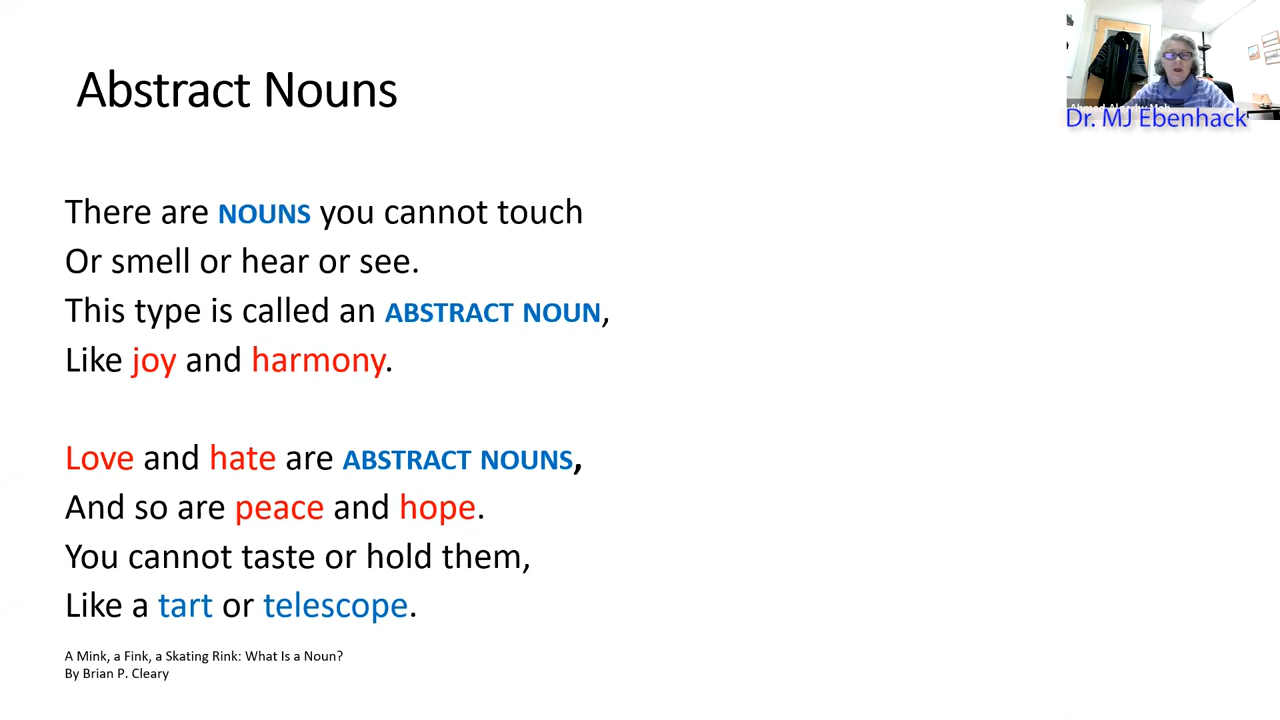 Abstract Nouns
Dr. MJ Ebenhack
There are NOUNS you cannot touch
Or smell or hear or see.
This type is called an ABSTRACT NOUN,
Like joy and harmony.
Love and hate are ABSTRACT NOUNS,
And so are peace and hope.
You cannot taste or hold them,
Like a tart or telescope.
A Mink, a Fink, a Skating Rink: What Is a Noun?
By Brian P. Cleary